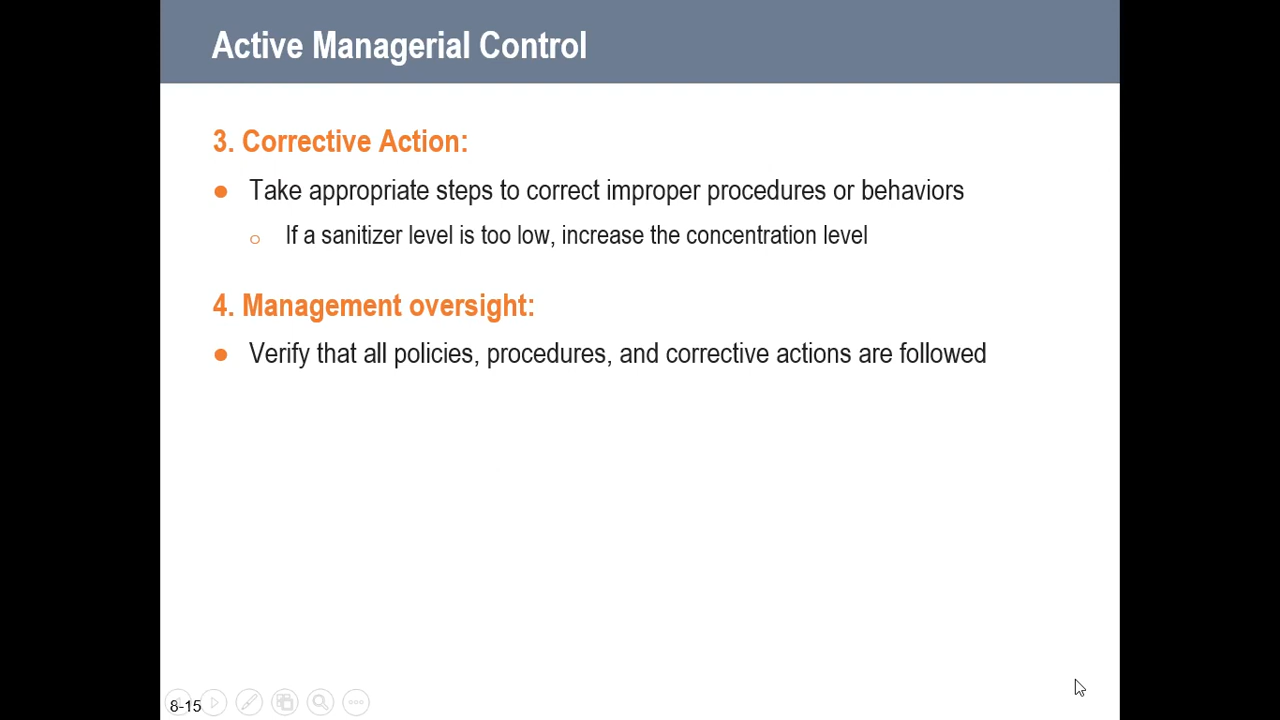 Active Managerial Control
3. Corrective Action:
● Take appropriate steps to correct improper procedures or behaviors
o If a sanitizer level is too low, increase the concentration level
4. Management oversight:
● Verify that all policies, procedures, and corrective actions are followed
8-15